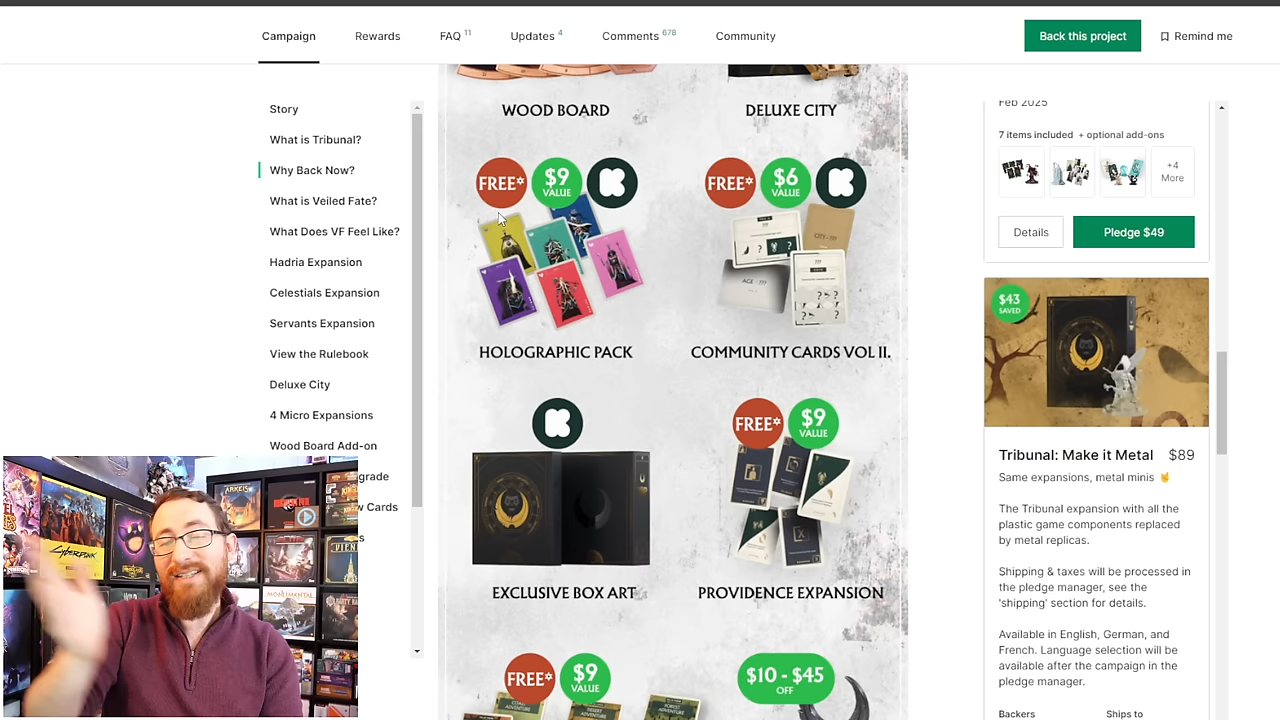 Campaign
Rewards
FAQ 11
Updates 4
Comments 678
Community
Back this project
Remind me
Story
What is Tribunal?
Why Back Now?
What is Veiled Fate?
What Does VF Feel Like?
Hadria Expansion
Celestials Expansion
Servants Expansion
View the Rulebook
Deluxe City
4 Micro Expansions
Wood Board Add-on
grade
w Cards
WOOD BOARD
DELUXE CITY
FREE*
$9
VALUE
FREE*
$6
VALUE
HOLOGRAPHIC PACK
COMMUNITY CARDS VOL II.
CITY - ???
AGE - ???
FREE*
$9
VALUE
EXCLUSIVE BOX ART
PROVIDENCE EXPANSION
FREE*
$9
VALUE
$10 - $45
OFF
Feb 2025
7 items included + optional add-ons
+4
More
Details
Pledge $49
$43
SAVED
Tribunal: Make it Metal $89
Same expansions, metal minis 🤘
The Tribunal expansion with all the
plastic game components replaced
by metal replicas.
Shipping & taxes will be processed in
the pledge manager, see the
'shipping' section for details.
Available in English, German, and
French. Language selection will be
available after the campaign in the
pledge manager.
Backers
Ships to
CYBERPUNK
ARKEIS
MONUMENTAL